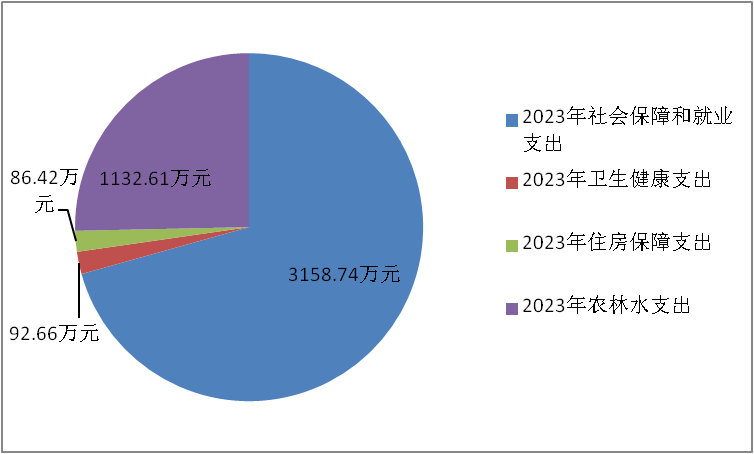 86.42万
元
1132.61万元
3158.74万元
92.66万元
2023年社会保障和就业
支出
2023年卫生健康支出
2023年住房保障支出
2023年农林水支出